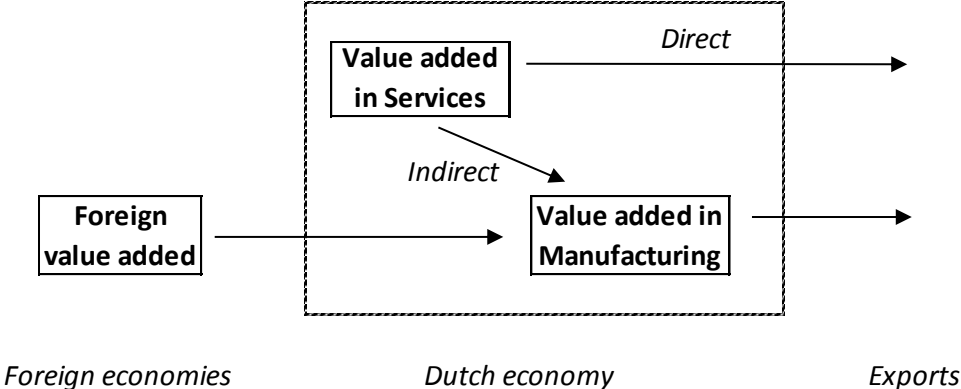 Direct
Value added
in Services
Indirect
Foreign
value added
Value added in
Manufacturing
Foreign economies
Dutch economy
Exports